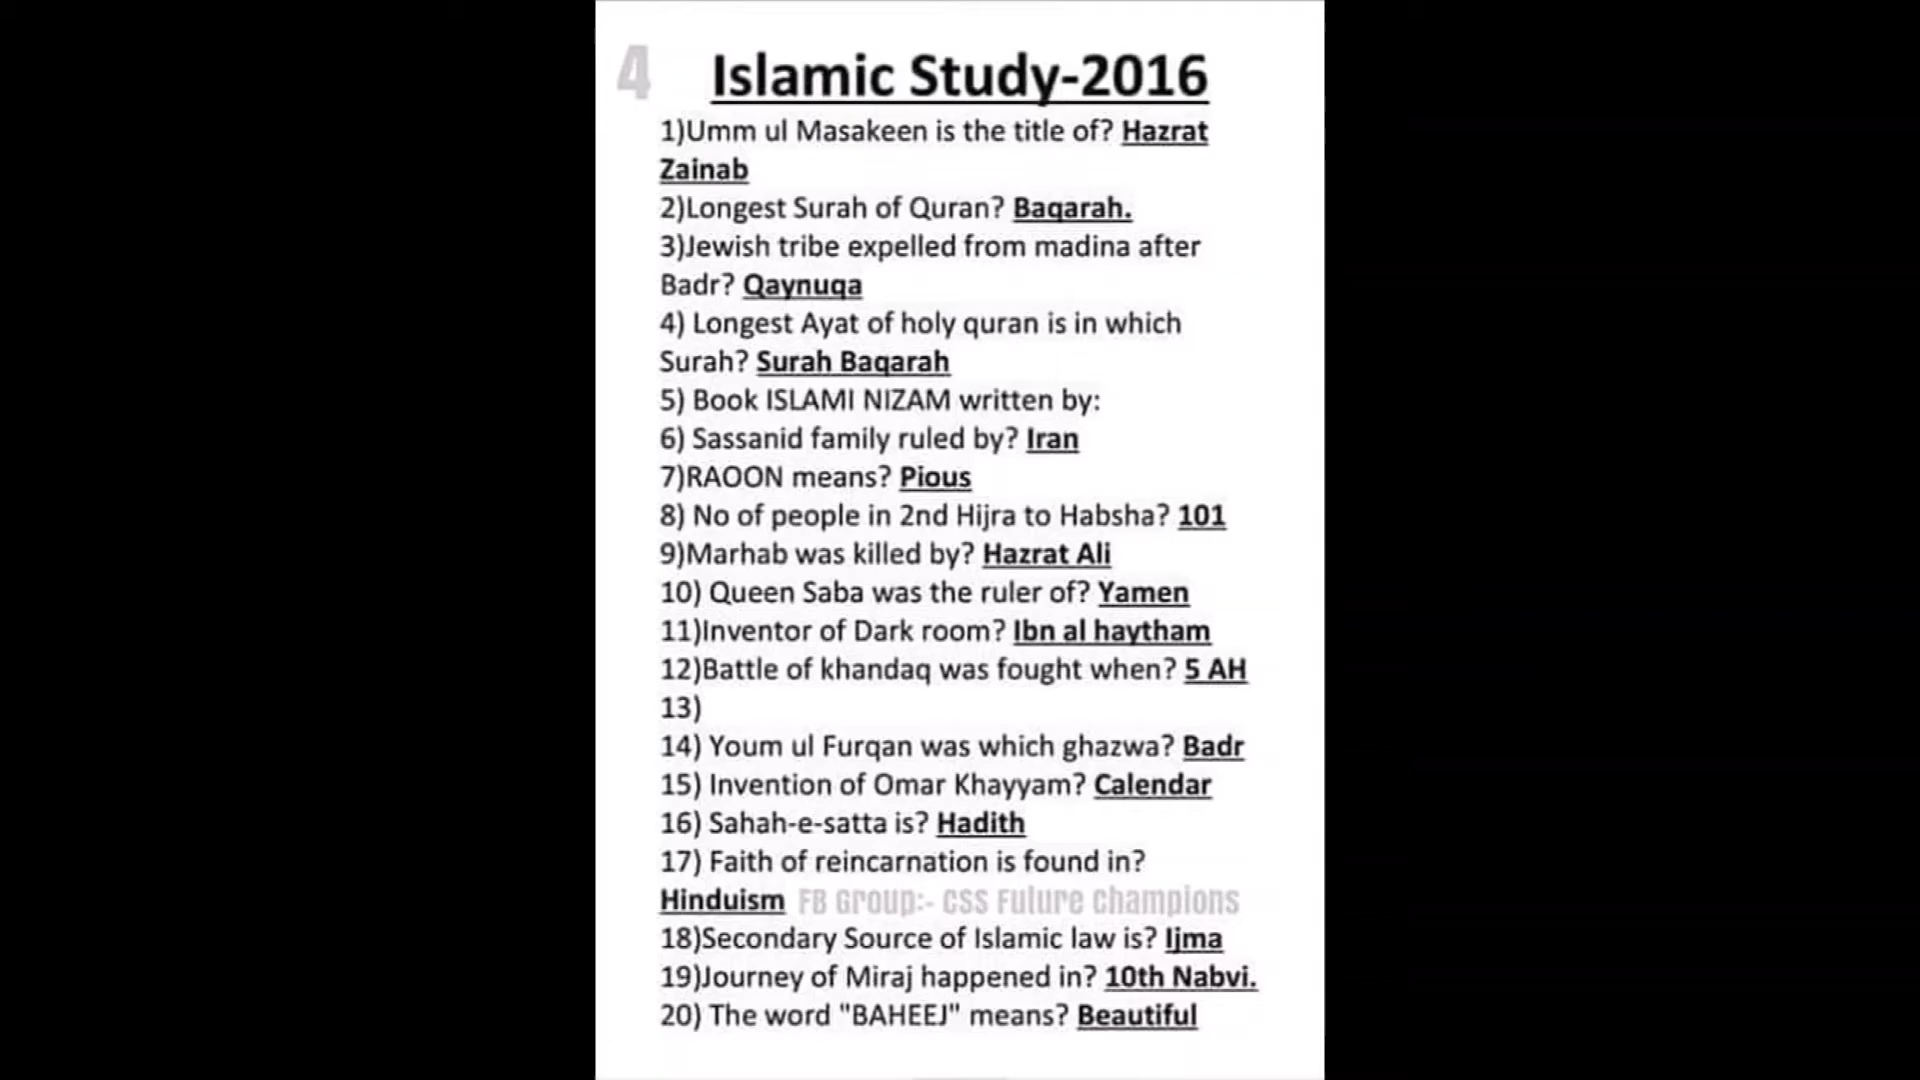 4 Islamic Study-2016
1)Umm ul Masakeen is the title of? Hazrat
Zainab
2)Longest Surah of Quran? Baqarah.
3)Jewish tribe expelled from madina after
Badr? Qaynuqa
4) Longest Ayat of holy quran is in which
Surah? Surah Baqarah
5) Book ISLAMI NIZAM written by:
6) Sassanid family ruled by? Iran
7)RAOON means? Pious
8) No of people in 2nd Hijra to Habsha? 101
9)Marhab was killed by? Hazrat Ali
10) Queen Saba was the ruler of? Yamen
11)Inventor of Dark room? Ibn al haytham
12)Battle of khandaq was fought when? 5 AH
13)
14) Youm ul Furqan was which ghazwa? Badr
15) Invention of Omar Khayyam? Calendar
16) Sahah-e-satta is? Hadith
17) Faith of reincarnation is found in?
Hinduism FB Group:- CSS Future Champions
18)Secondary Source of Islamic law is? Ijma
19)Journey of Miraj happened in? 10th Nabvi.
20) The word "BAHEEJ" means? Beautiful